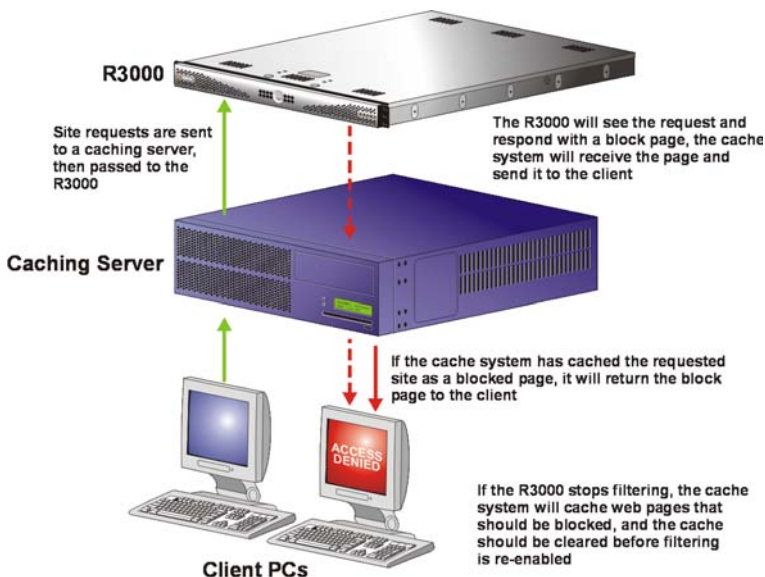 R3000
Site requests are sent
to a caching server,
then passed to the
R3000
The R3000 will see the request and
respond with a block page, the cache
system will receive the page and
send it to the client
Caching Server
If the cache system has cached the requested
site as a blocked page, it will return the block
page to the client
ACCESS
DENIED
If the R3000 stops filtering, the cache
system will cache web pages that
should be blocked, and the cache
should be cleared before filtering
is re-enabled
Client PCs